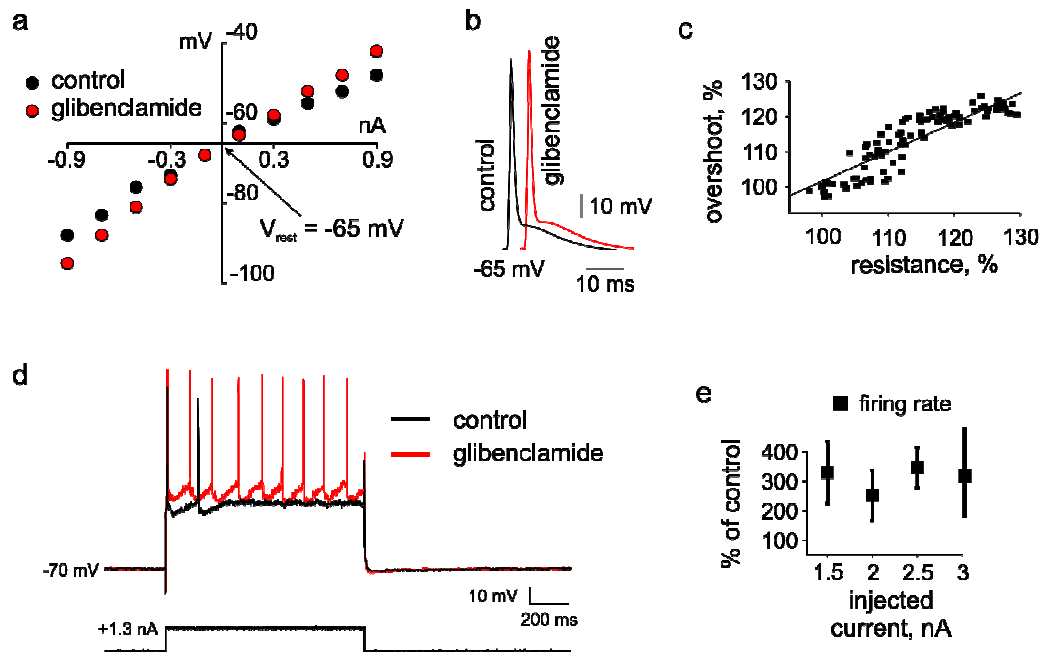 a
mV
-40
control
glibenclamide
-60
nA
-0.9
-0.3
0.3
0.9
-80
Vrest = -65 mV
-100
b
control
glibenclamide
10 mV
-65 mV
10 ms
c
130
120
110
100
overshoot, %
100
110
120
130
resistance, %
d
control
glibenclamide
-70 mV
10 mV
200 ms
+1.3 nA
e
firing rate
400
300
200
100
% of control
1.5
2
2.5
3
injected
current, nA